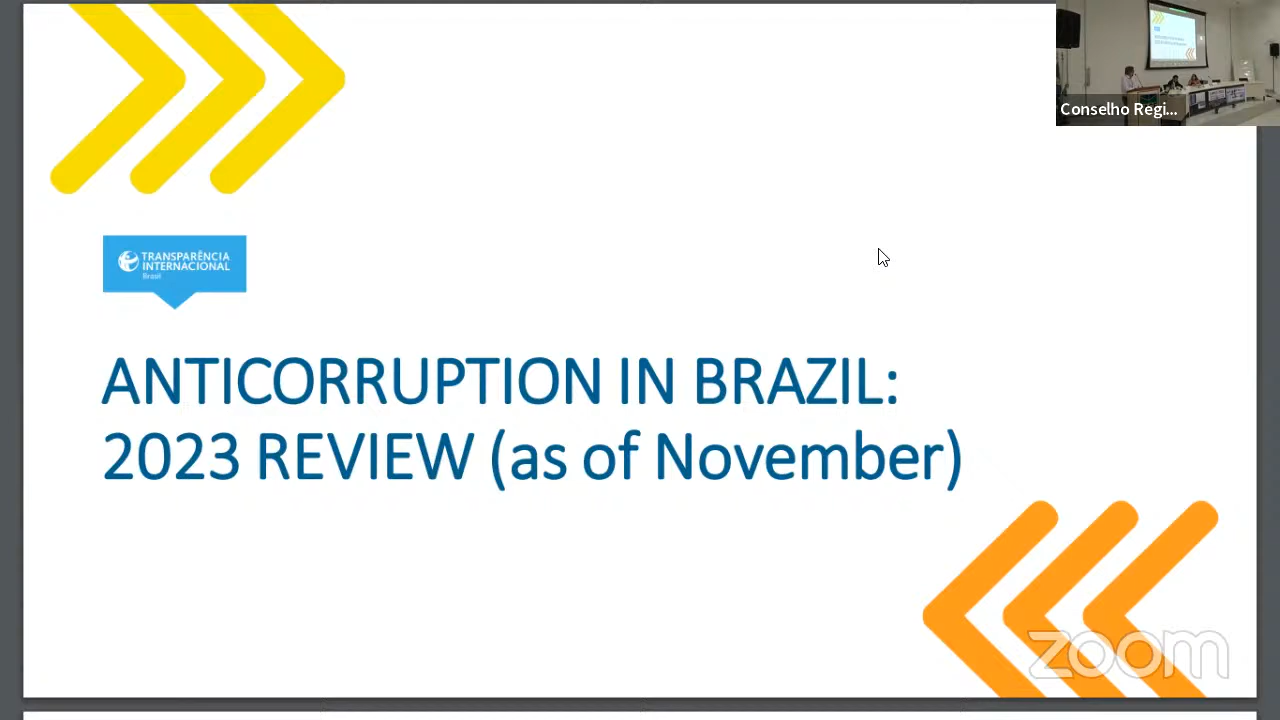 Conselho Regi...
TRANSPARÊNCIA
INTERNACIONAL
Brasil
ANTICORRUPTION IN BRAZIL:
2023 REVIEW (as of November)
zoom